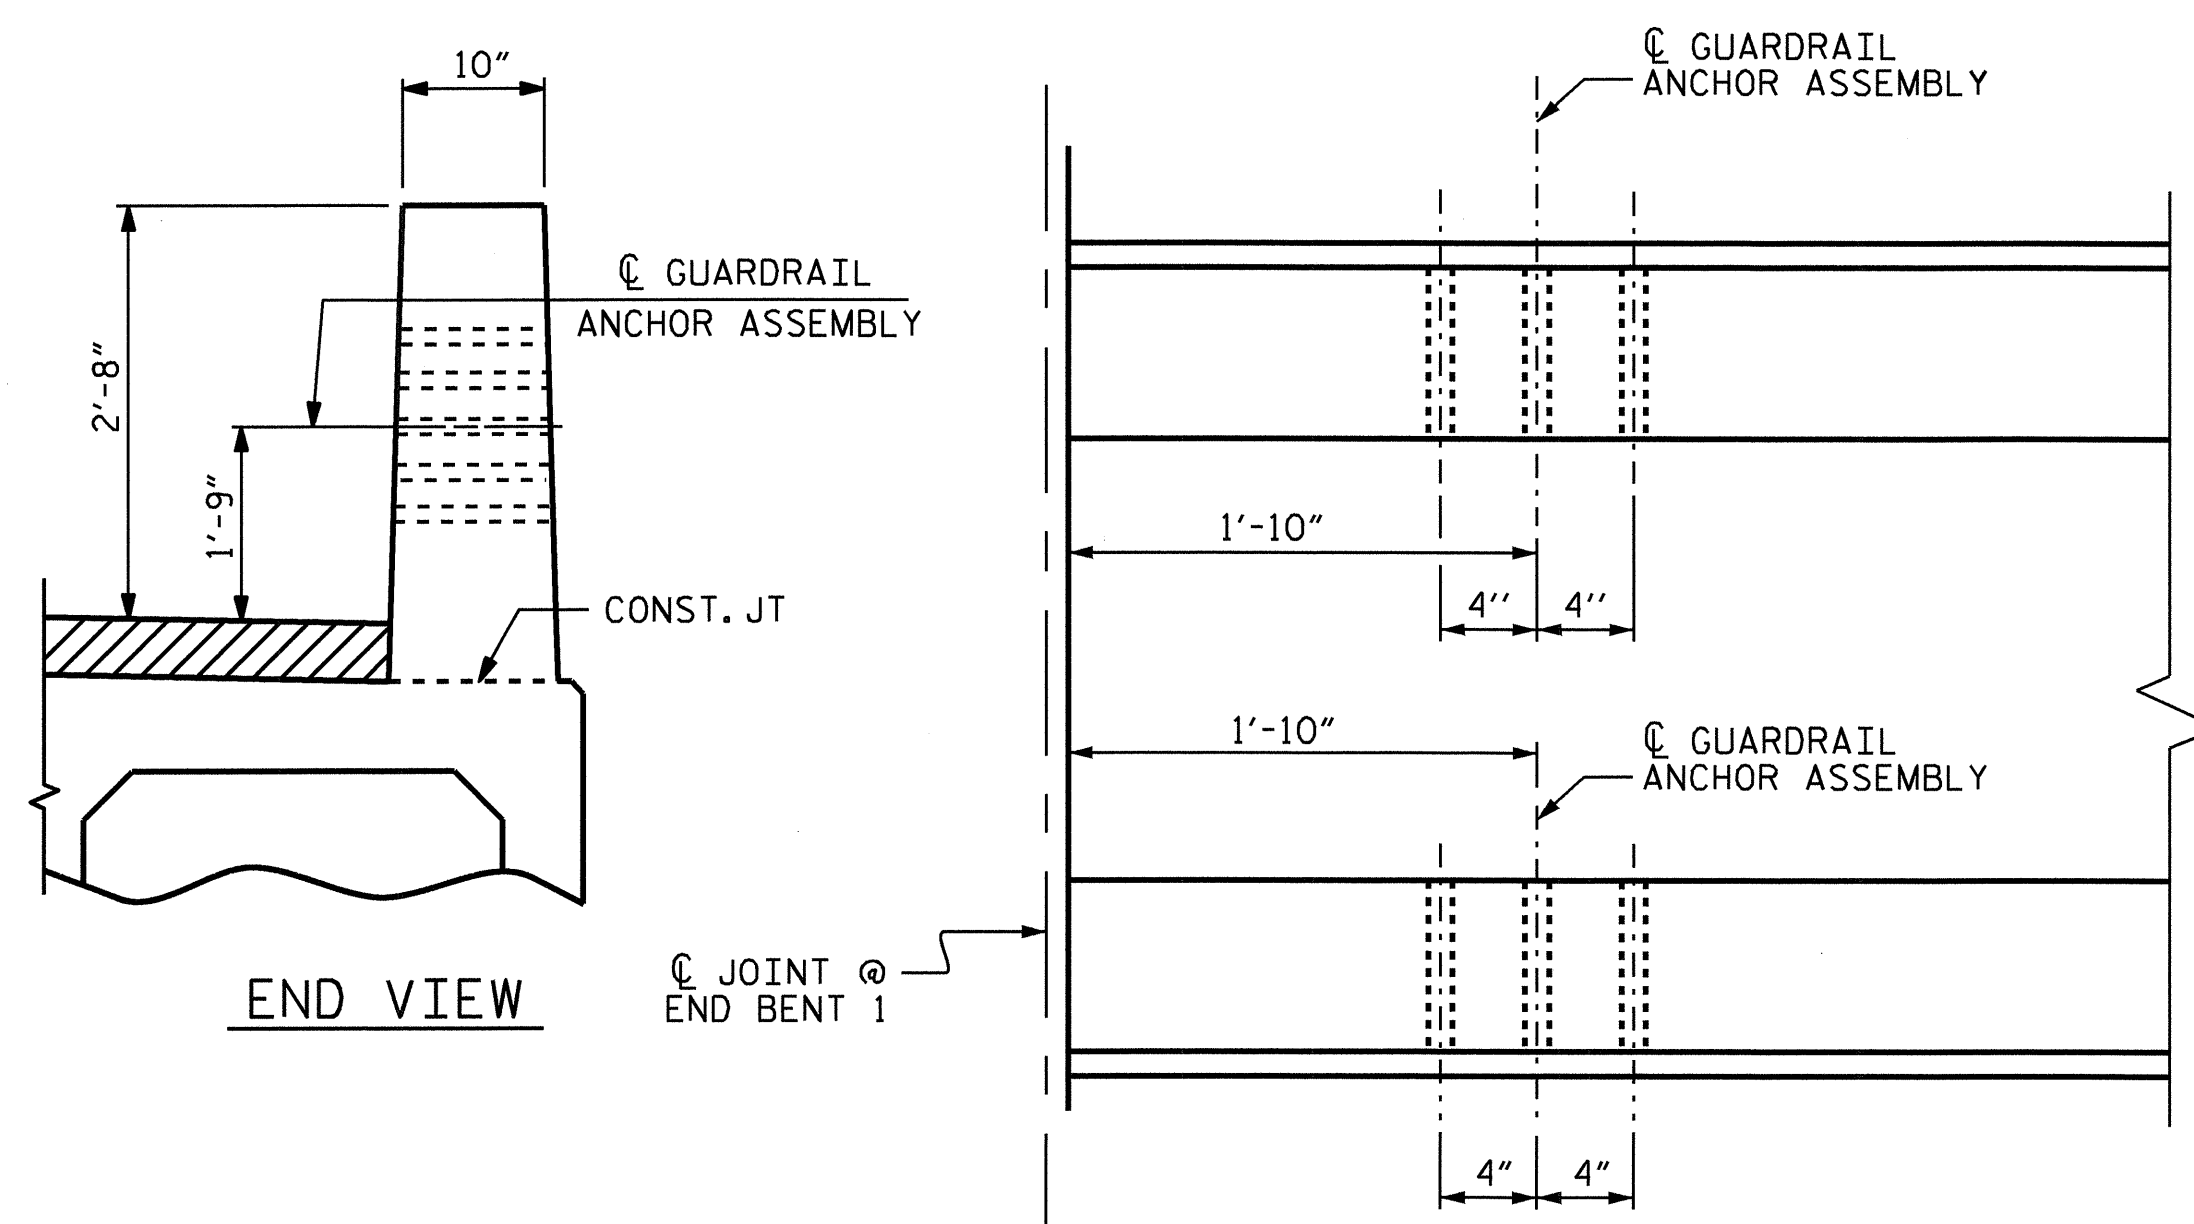 10"
℄ GUARDRAIL
ANCHOR ASSEMBLY
2'-8"
1'-9"
CONST. JT
END VIEW
℄ GUARDRAIL
ANCHOR ASSEMBLY
1'-10"
4''
4''
1'-10"
℄ GUARDRAIL
ANCHOR ASSEMBLY
℄ JOINT @
END BENT 1
4"
4"